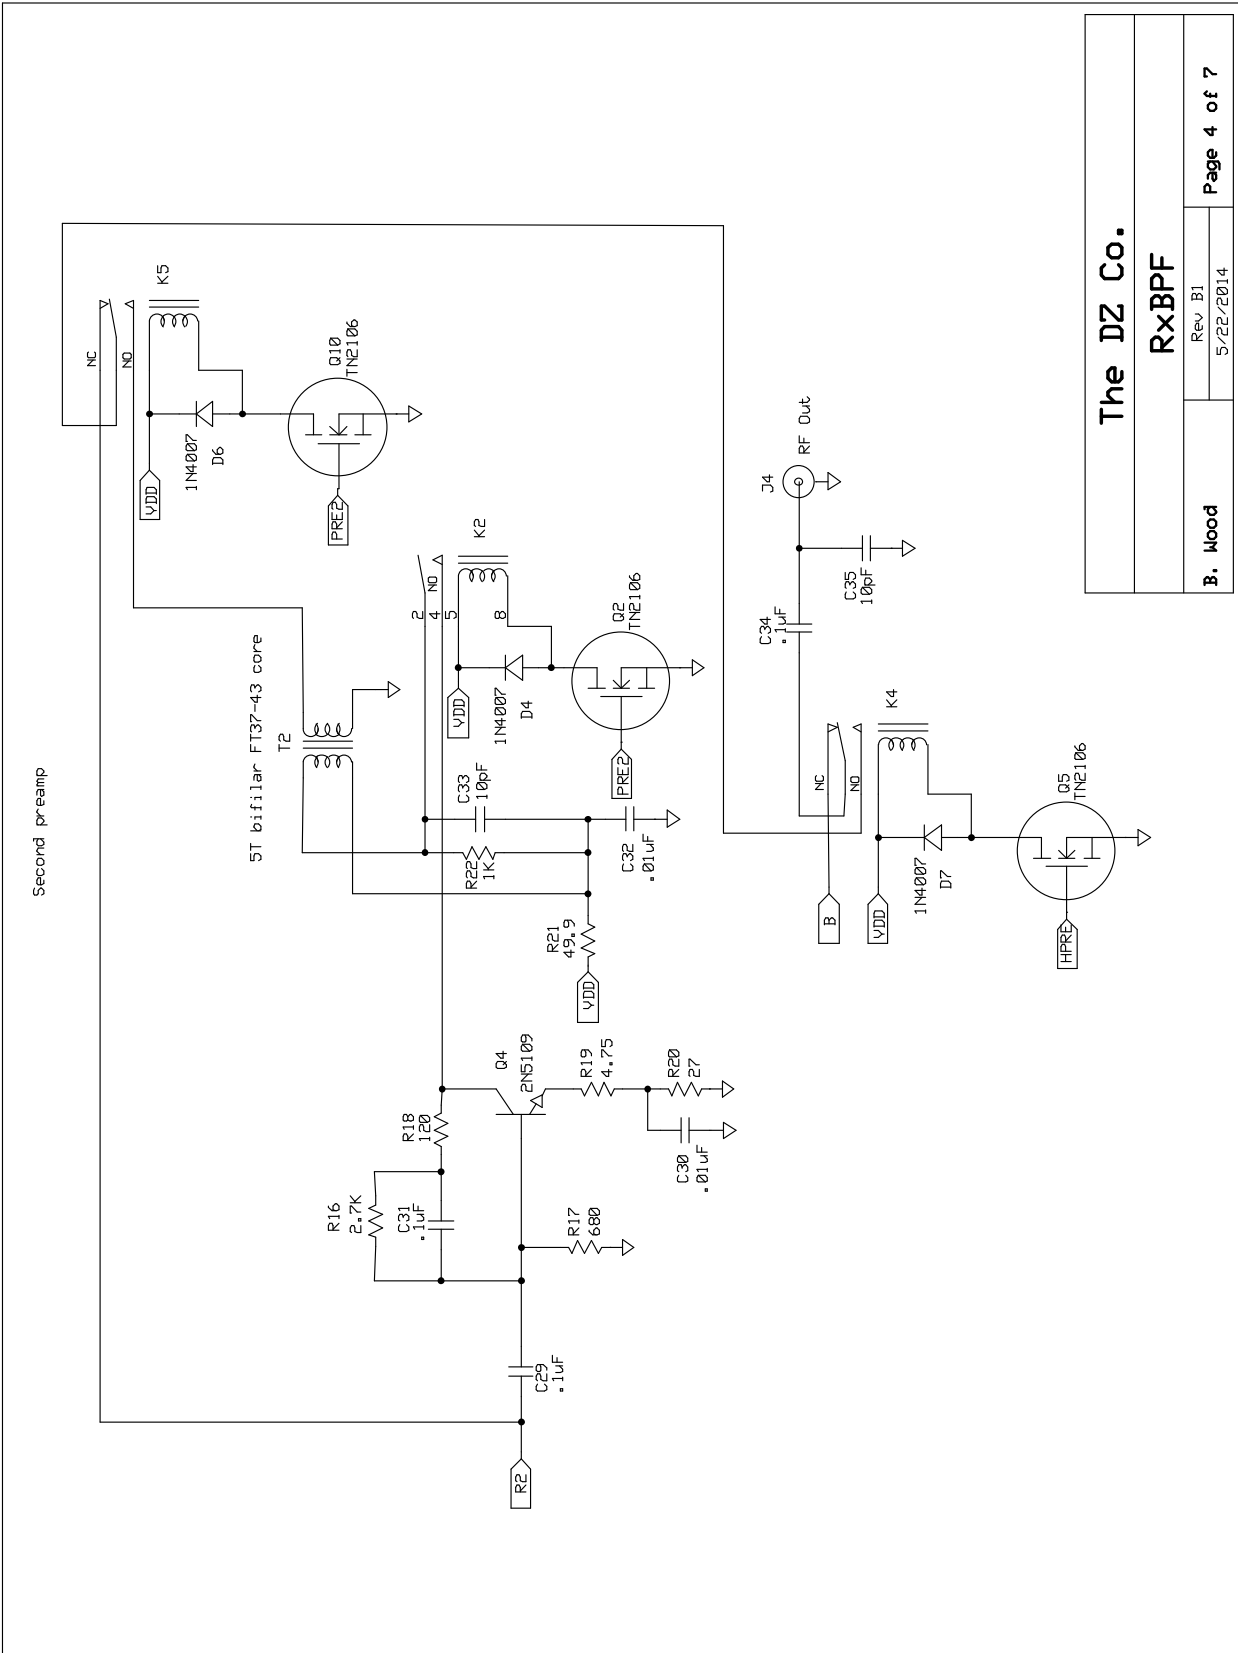 Second preamp
NC
NO
K5
VDD
1N4007
D6
Q10
TN2106
PRE2
5T bifilar FT37-43 core
T2
2
4
NO
5
8
K2
VDD
1N4007
D4
Q2
TN2106
PRE2
C33
10pF
R22
1K
C32
.01uF
R21
49.9
VDD
R16
2.7K
C31
.1uF
R18
120
Q4
2N5109
R19
4.75
R20
27
C30
.01uF
R17
680
C29
.1uF
R2
J4
RF Out
C34
.1uF
C35
10pF
NC
NO
K4
B
VDD
1N4007
D7
Q5
TN2106
HPRE
The DZ Co.
RxBPF
B. Wood
Rev B1
5/22/2014
Page 4 of 7